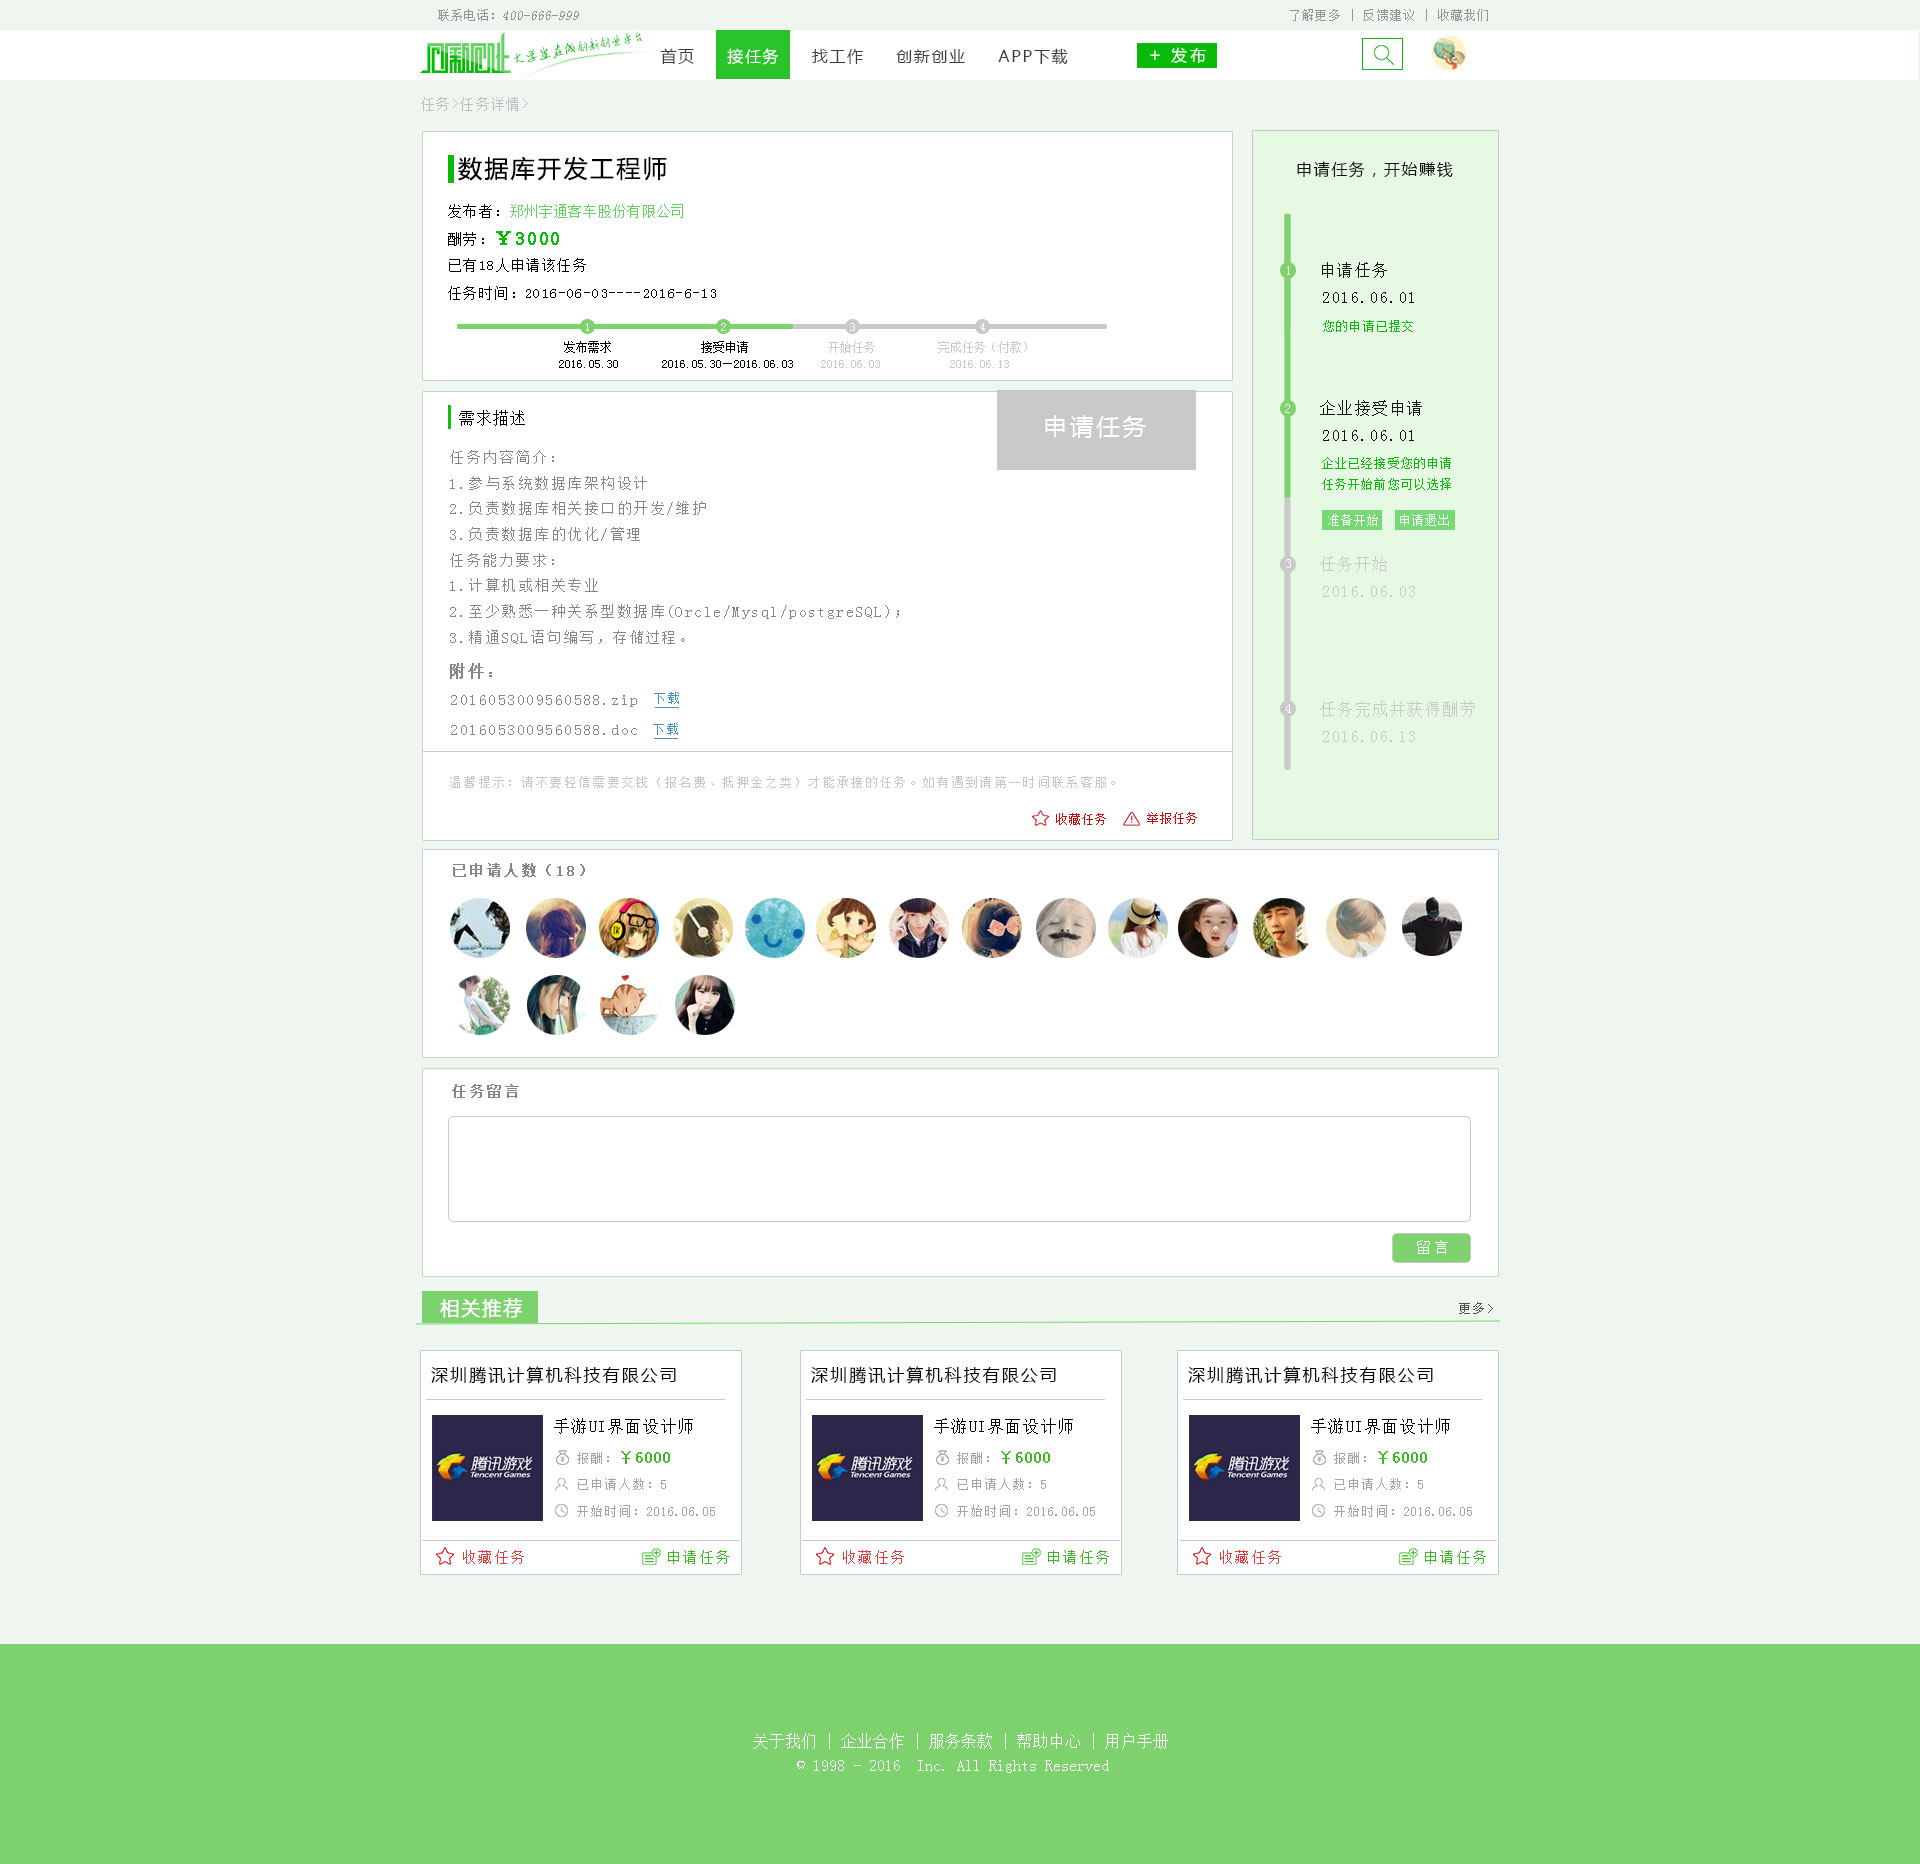 联系电话：400-666-999
了解更多 | 反馈建议 | 收藏我们
大学生在线创新创业平台
首页 接任务 找工作 创新创业 APP下载 + 发布
任务>任务详情>
数据库开发工程师
发布者：郑州宇通客车股份有限公司
酬劳：￥3000
已有18人申请该任务
任务时间：2016-06-03----2016-6-13
1 2 3 4
发布需求 接受申请 开始任务 完成任务（付款）
2016.05.30 2016.05.30—2016.06.03 2016.06.03 2016.06.13
申请任务，开始赚钱
1 申请任务
2016.06.01
您的申请已提交
2 企业接受申请
2016.06.01
企业已经接受您的申请
任务开始前您可以选择
准备开始 申请退出
3 任务开始
2016.06.03
4 任务完成并获得酬劳
2016.06.13
需求描述
申请任务
任务内容简介：
1.参与系统数据库架构设计
2.负责数据库相关接口的开发/维护
3.负责数据库的优化/管理
任务能力要求：
1.计算机或相关专业
2.至少熟悉一种关系型数据库(Orcle/Mysql/postgreSQL)；
3.精通SQL语句编写，存储过程。
附件：
2016053009560588.zip 下载
2016053009560588.doc 下载
温馨提示：请不要轻信需要交钱（报名费、抵押金之类）才能承接的任务。如有遇到请第一时间联系客服。
收藏任务 举报任务
已申请人数（18）
任务留言
留言
相关推荐
更多>
深圳腾讯计算机科技有限公司
腾讯游戏
Tencent Games
手游UI界面设计师
报酬：￥6000
已申请人数：5
开始时间：2016.06.05
收藏任务 申请任务
深圳腾讯计算机科技有限公司
腾讯游戏
Tencent Games
手游UI界面设计师
报酬：￥6000
已申请人数：5
开始时间：2016.06.05
收藏任务 申请任务
深圳腾讯计算机科技有限公司
腾讯游戏
Tencent Games
手游UI界面设计师
报酬：￥6000
已申请人数：5
开始时间：2016.06.05
收藏任务 申请任务
关于我们 | 企业合作 | 服务条款 | 帮助中心 | 用户手册
© 1998 - 2016 Inc. All Rights Reserved